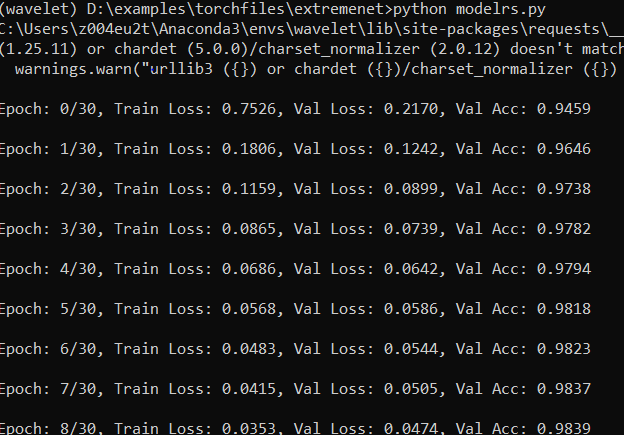 (wavelet) D:\examples\torchfiles\extremenet>python modelrs.py
C:\Users\z004eu2t\Anaconda3\envs\wavelet\lib\site-packages\requests\__
(1.25.11) or chardet (5.0.0)/charset_normalizer (2.0.12) doesn't match
warnings.warn("urllib3 ({}) or chardet ({})/charset_normalizer ({})
Epoch: 0/30, Train Loss: 0.7526, Val Loss: 0.2170, Val Acc: 0.9459
Epoch: 1/30, Train Loss: 0.1806, Val Loss: 0.1242, Val Acc: 0.9646
Epoch: 2/30, Train Loss: 0.1159, Val Loss: 0.0899, Val Acc: 0.9738
Epoch: 3/30, Train Loss: 0.0865, Val Loss: 0.0739, Val Acc: 0.9782
Epoch: 4/30, Train Loss: 0.0686, Val Loss: 0.0642, Val Acc: 0.9794
Epoch: 5/30, Train Loss: 0.0568, Val Loss: 0.0586, Val Acc: 0.9818
Epoch: 6/30, Train Loss: 0.0483, Val Loss: 0.0544, Val Acc: 0.9823
Epoch: 7/30, Train Loss: 0.0415, Val Loss: 0.0505, Val Acc: 0.9837
Epoch: 8/30, Train Loss: 0.0353, Val Loss: 0.0474, Val Acc: 0.9839